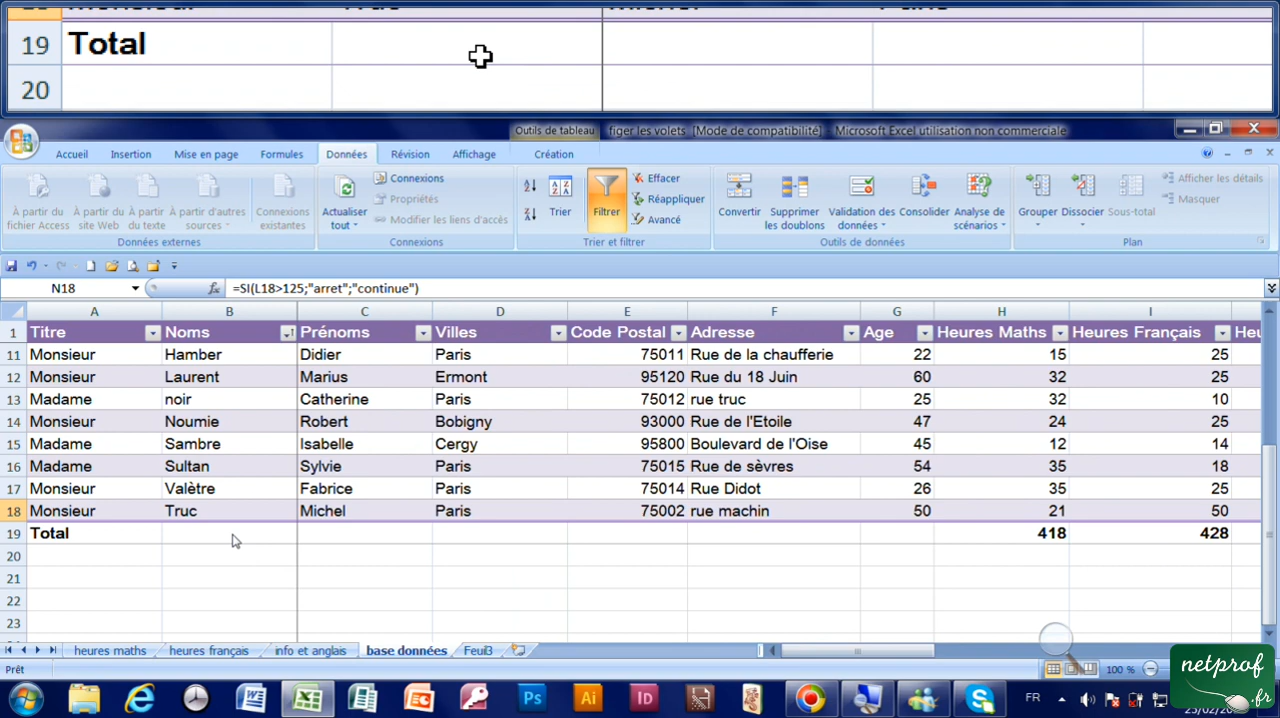 19 Total
20
Outils de tableau figer les volets [Mode de compatibilité] Microsoft Excel utilisation non commerciale
Accueil Insertion Mise en page Formules Données Révision Affichage Création
À partir du fichier Access
À partir du site Web
À partir du texte
À partir d'autres sources
Connexions existantes
Données externes
Actualiser tout
Connexions
Propriétés
Modifier les liens d'accès
Connexions
Trier
Filtrer
Effacer
Réappliquer
Avancé
Trier et filtrer
Convertir
Supprimer les doublons
Validation des données
Consolider
Analyse de scénarios
Outils de données
Grouper
Dissocier
Sous-total
Afficher les détails
Masquer
Plan
N18 fx =SI(L18>125;"arret";"continue")
A B C D E F G H I
1 Titre Noms Prénoms Villes Code Postal Adresse Age Heures Maths Heures Français Heu
11 Monsieur Hamber Didier Paris 75011 Rue de la chaufferie 22 15 25
12 Monsieur Laurent Marius Ermont 95120 Rue du 18 Juin 60 32 25
13 Madame noir Catherine Paris 75012 rue truc 25 32 10
14 Monsieur Noumie Robert Bobigny 93000 Rue de l'Etoile 47 24 25
15 Madame Sambre Isabelle Cergy 95800 Boulevard de l'Oise 45 12 14
16 Madame Sultan Sylvie Paris 75015 Rue de sèvres 54 35 18
17 Monsieur Valètre Fabrice Paris 75014 Rue Didot 26 35 25
18 Monsieur Truc Michel Paris 75002 rue machin 50 21 50
19 Total 418 428
20
21
22
23
heures maths heures français info et anglais base données Feuil3
Prêt 100 %
netprof.fr
Ps Ai ID FR